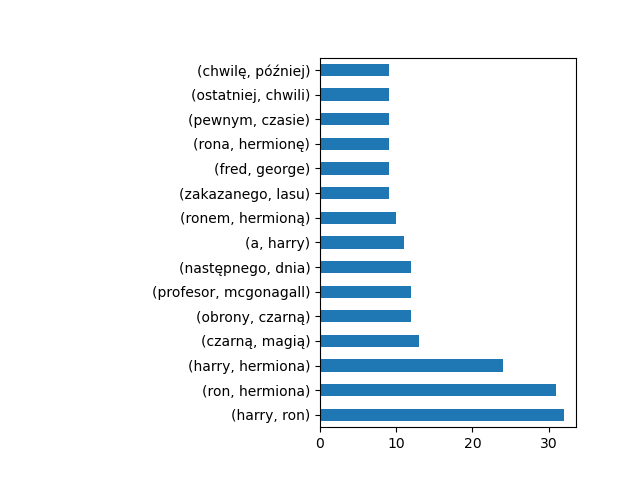 (chwilę, później)
(ostatniej, chwili)
(pewnym, czasie)
(rona, hermionę)
(fred, george)
(zakazanego, lasu)
(ronem, hermioną)
(a, harry)
(następnego, dnia)
(profesor, mcgonagall)
(obrony, czarną)
(czarną, magią)
(harry, hermiona)
(ron, hermiona)
(harry, ron)
0 10 20 30